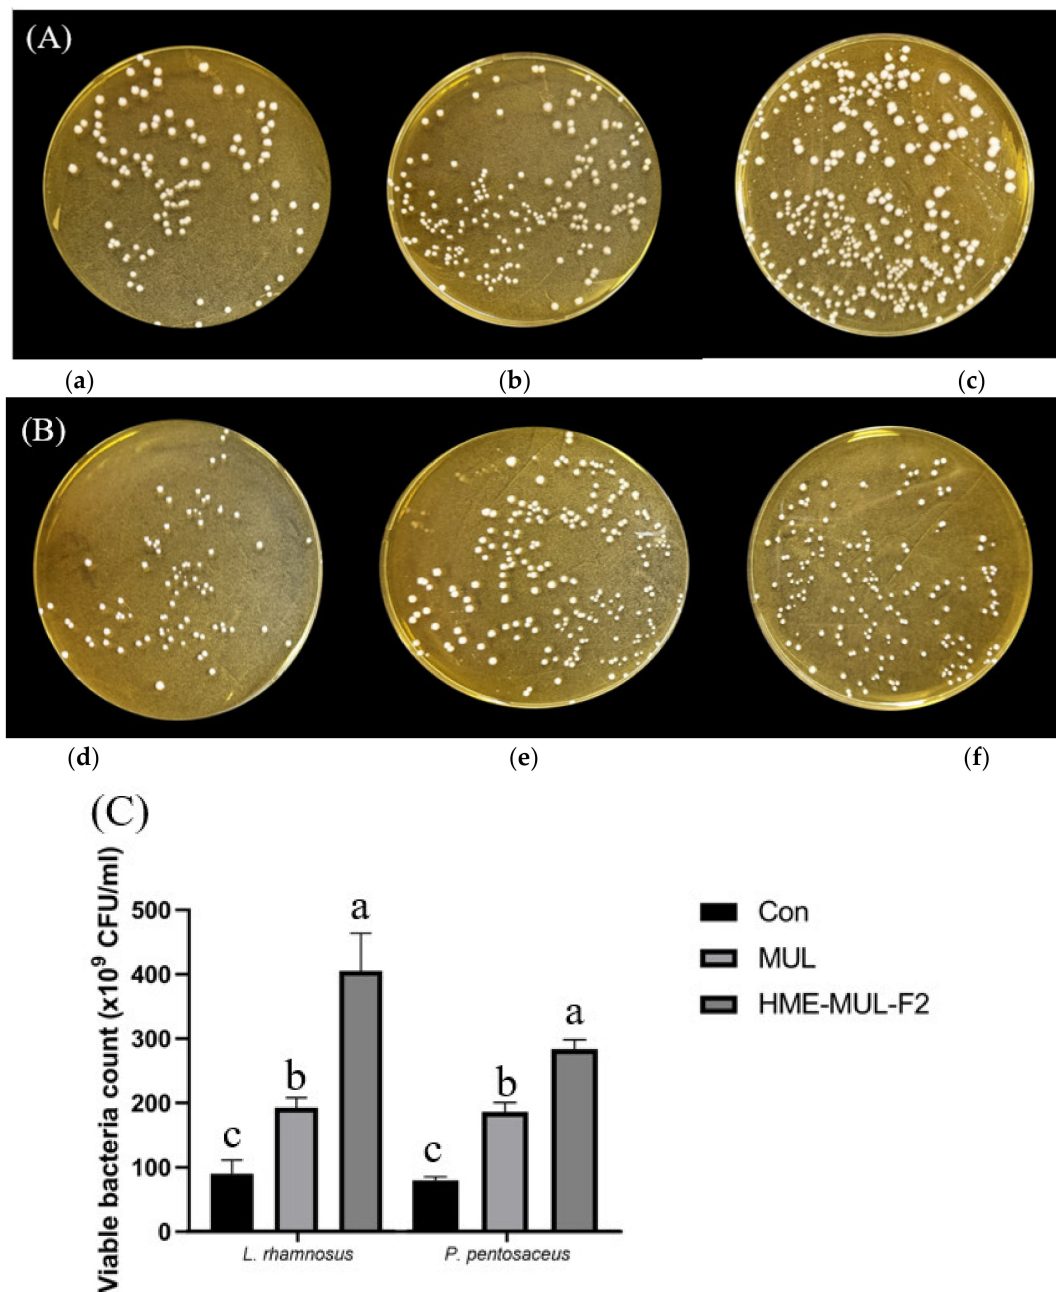 (A)
(a) (b) (c)
(B)
(d) (e) (f)
(C)
Viable bacteria count (x10⁹ CFU/ml)
500
400
300
200
100
0
a
b
c
a
b
c
L. rhamnosus P. pentosaceus
Con
MUL
HME-MUL-F2